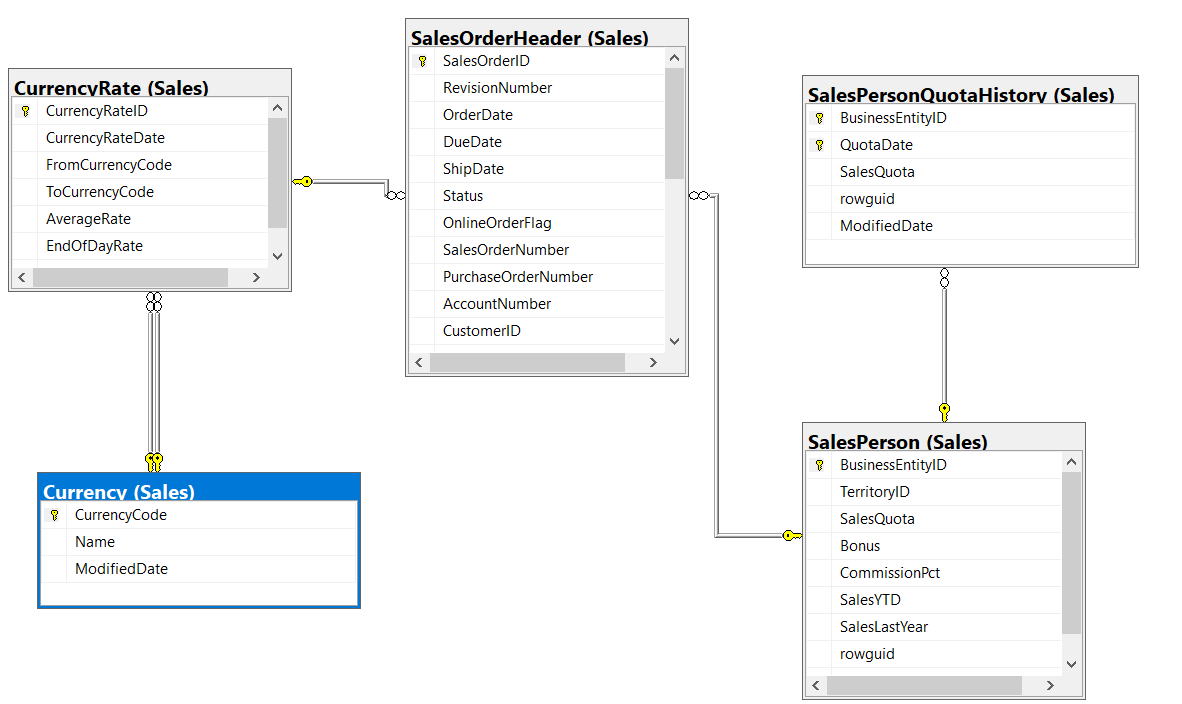 CurrencyRate (Sales)
CurrencyRateID
CurrencyRateDate
FromCurrencyCode
ToCurrencyCode
AverageRate
EndOfDayRate
SalesOrderHeader (Sales)
SalesOrderID
RevisionNumber
OrderDate
DueDate
ShipDate
Status
OnlineOrderFlag
SalesOrderNumber
PurchaseOrderNumber
AccountNumber
CustomerID
SalesPersonQuotaHistory (Sales)
BusinessEntityID
QuotaDate
SalesQuota
rowguid
ModifiedDate
Currency (Sales)
CurrencyCode
Name
ModifiedDate
SalesPerson (Sales)
BusinessEntityID
TerritoryID
SalesQuota
Bonus
CommissionPct
SalesYTD
SalesLastYear
rowguid